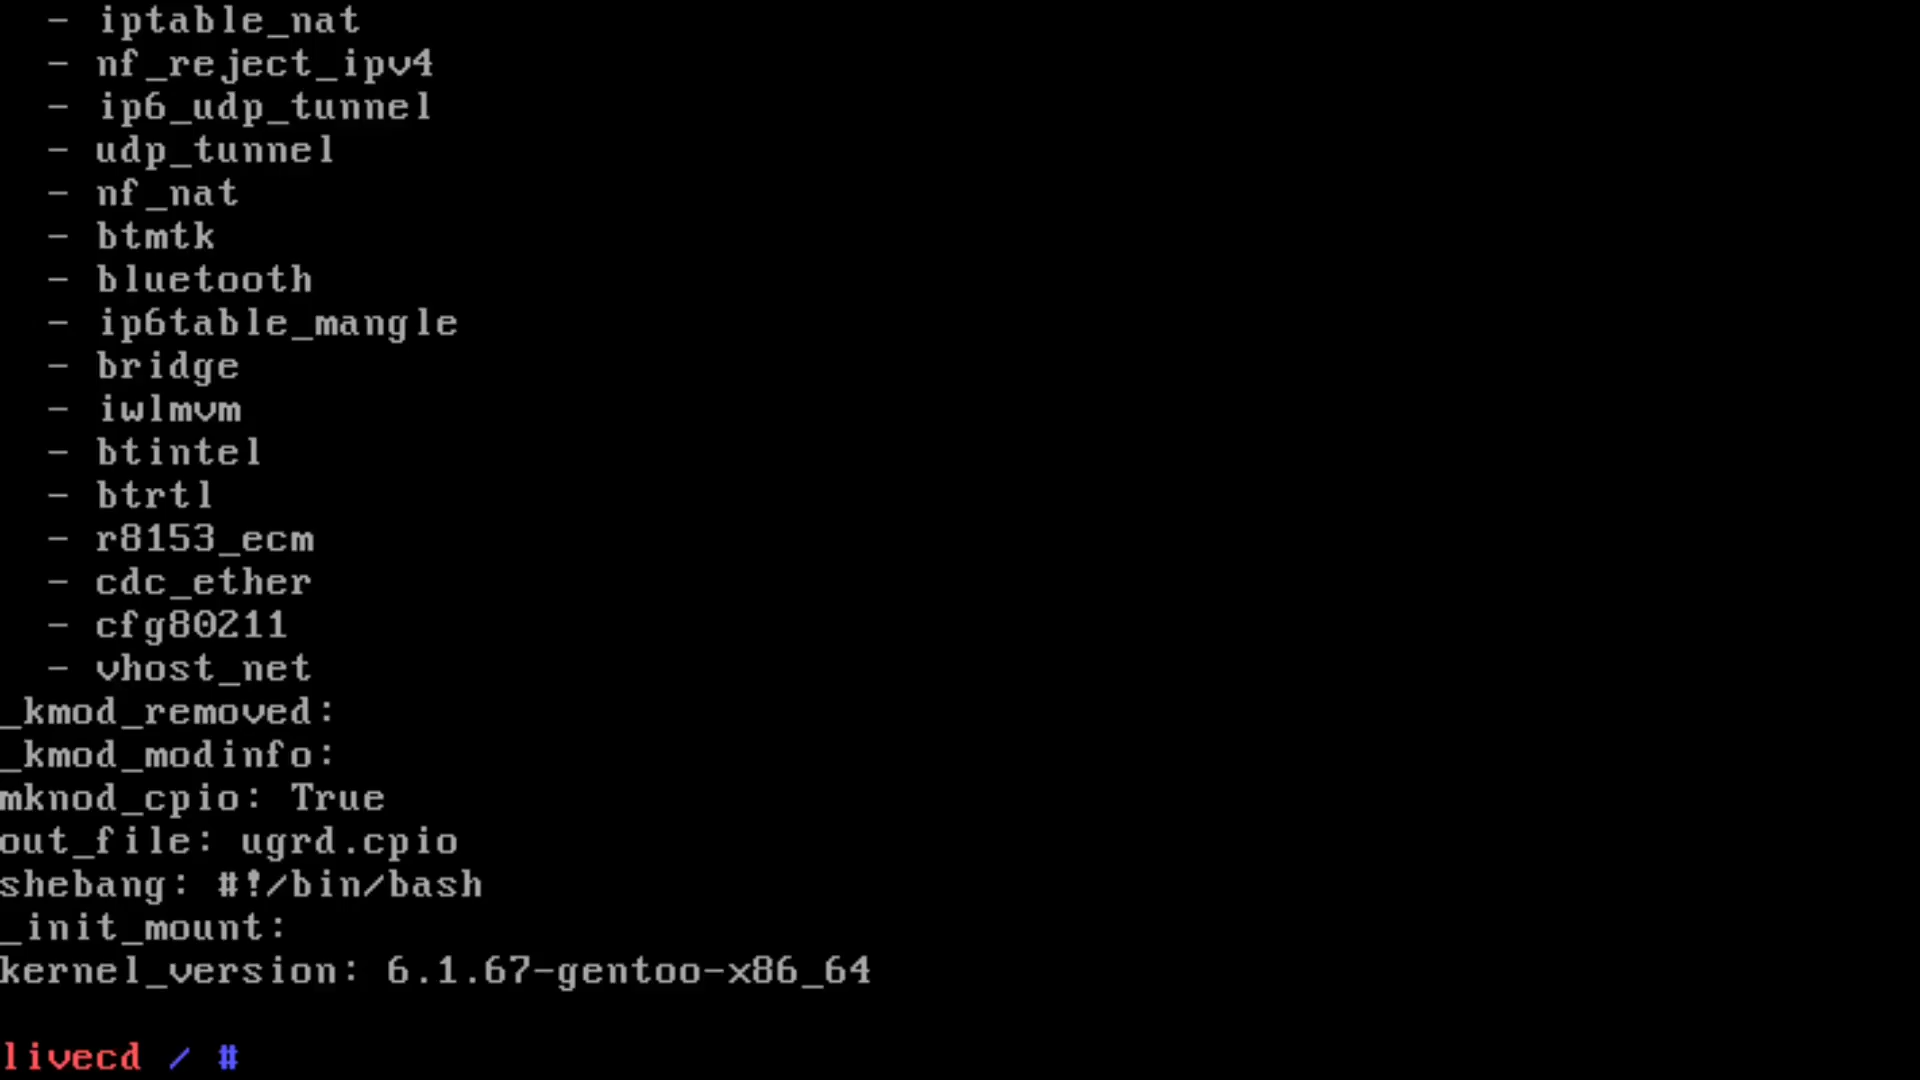 - iptable_nat
- nf_reject_ipv4
- ip6_udp_tunnel
- udp_tunnel
- nf_nat
- btmtk
- bluetooth
- ip6table_mangle
- bridge
- iwlmvm
- btintel
- btrtl
- r8153_ecm
- cdc_ether
- cfg80211
- vhost_net
_kmod_removed:
_kmod_modinfo:
mknod_cpio: True
out_file: ugrd.cpio
shebang: #!/bin/bash
_init_mount:
kernel_version: 6.1.67-gentoo-x86_64
livecd / #